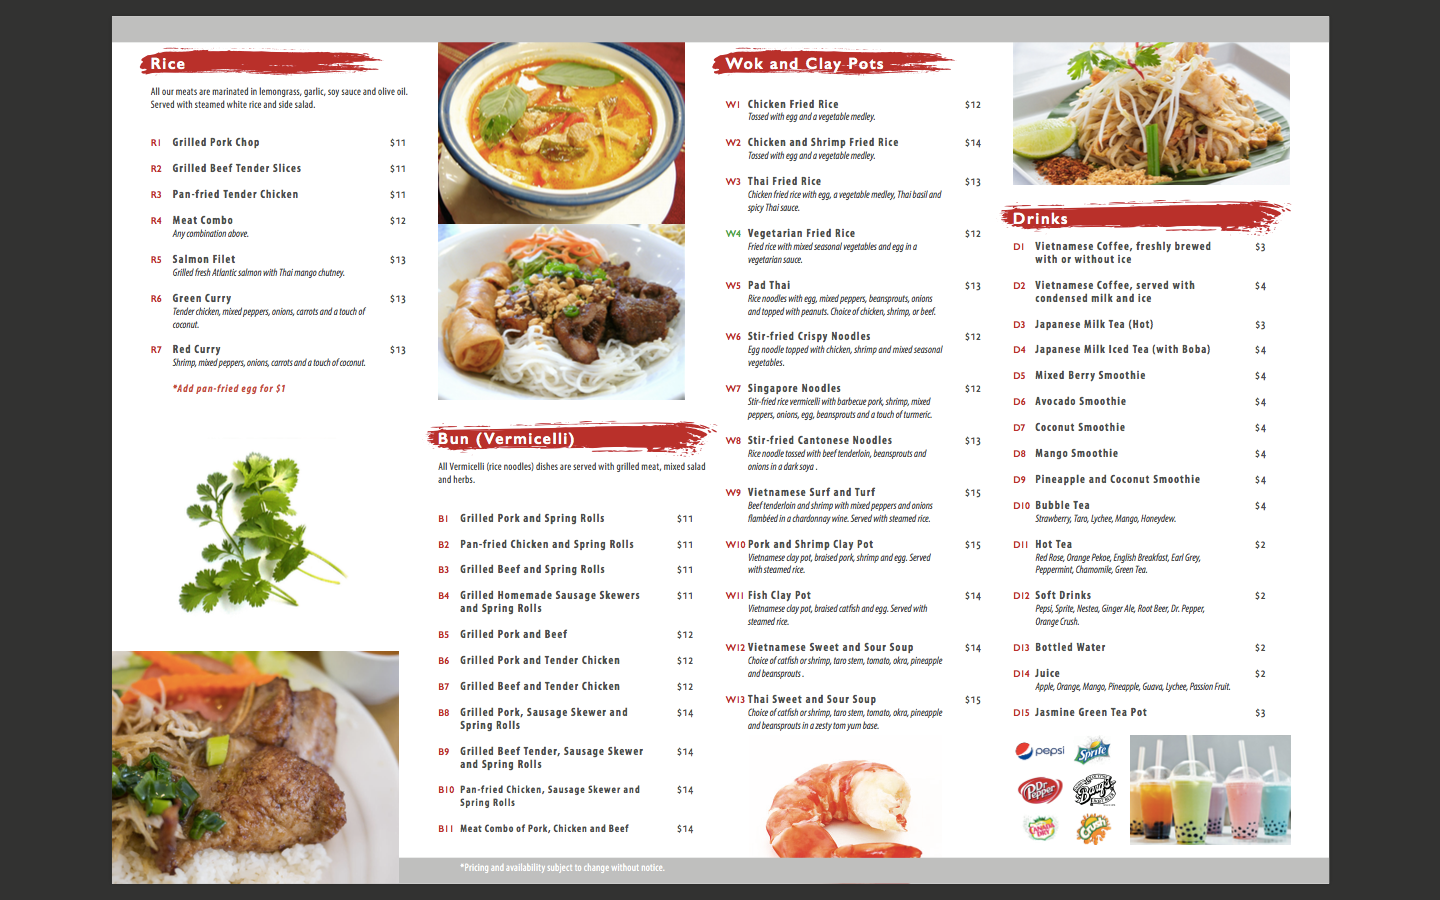 Rice
All our meats are marinated in lemongrass, garlic, soy sauce and olive oil.
Served with steamed white rice and side salad.
R1 Grilled Pork Chop $11
R2 Grilled Beef Tender Slices $11
R3 Pan-fried Tender Chicken $11
R4 Meat Combo $12
Any combination above.
R5 Salmon Filet $13
Grilled fresh Atlantic salmon with Thai mango chutney.
R6 Green Curry $13
Tender chicken, mixed peppers, onions, carrots and a touch of
coconut.
R7 Red Curry $13
Shrimp, mixed peppers, onions, carrots and a touch of coconut.
*Add pan-fried egg for $1
Bun (Vermicelli)
All Vermicelli (rice noodles) dishes are served with grilled meat, mixed salad
and herbs.
B1 Grilled Pork and Spring Rolls $11
B2 Pan-fried Chicken and Spring Rolls $11
B3 Grilled Beef and Spring Rolls $11
B4 Grilled Homemade Sausage Skewers $11
and Spring Rolls
B5 Grilled Pork and Beef $12
B6 Grilled Pork and Tender Chicken $12
B7 Grilled Beef and Tender Chicken $12
B8 Grilled Pork, Sausage Skewer and $14
Spring Rolls
B9 Grilled Beef Tender, Sausage Skewer $14
and Spring Rolls
B10 Pan-fried Chicken, Sausage Skewer and $14
Spring Rolls
B11 Meat Combo of Pork, Chicken and Beef $14
*Pricing and availability subject to change without notice.
Wok and Clay Pots
W1 Chicken Fried Rice $12
Tossed with egg and a vegetable medley.
W2 Chicken and Shrimp Fried Rice $14
Tossed with egg and a vegetable medley.
W3 Thai Fried Rice $13
Chicken fried rice with egg, a vegetable medley, Thai basil and
spicy Thai sauce.
W4 Vegetarian Fried Rice $12
Fried rice with mixed seasonal vegetables and egg in a
vegetarian sauce.
W5 Pad Thai $13
Rice noodles with egg, mixed peppers, beansprouts, onions
and topped with peanuts. Choice of chicken, shrimp, or beef.
W6 Stir-fried Crispy Noodles $12
Egg noodle topped with chicken, shrimp and mixed seasonal
vegetables.
W7 Singapore Noodles $12
Stir-fried rice vermicelli with barbecue pork, shrimp, mixed
peppers, onions, egg, beansprouts and a touch of turmeric.
W8 Stir-fried Cantonese Noodles $13
Rice noodle tossed with beef tenderloin, beansprouts and
onions in a dark soya .
W9 Vietnamese Surf and Turf $15
Beef tenderloin and shrimp with mixed peppers and onions
flambéed in a chardonnay wine. Served with steamed rice.
W10 Pork and Shrimp Clay Pot $15
Vietnamese clay pot, braised pork, shrimp and egg. Served
with steamed rice.
W11 Fish Clay Pot $14
Vietnamese clay pot, braised catfish and egg. Served with
steamed rice.
W12 Vietnamese Sweet and Sour Soup $14
Choice of catfish or shrimp, taro stem, tomato, okra, pineapple
and beansprouts .
W13 Thai Sweet and Sour Soup $15
Choice of catfish or shrimp, taro stem, tomato, okra, pineapple
and beansprouts in a zesty tom yum base.
Drinks
D1 Vietnamese Coffee, freshly brewed $3
with or without ice
D2 Vietnamese Coffee, served with $4
condensed milk and ice
D3 Japanese Milk Tea (Hot) $3
D4 Japanese Milk Iced Tea (with Boba) $4
D5 Mixed Berry Smoothie $4
D6 Avocado Smoothie $4
D7 Coconut Smoothie $4
D8 Mango Smoothie $4
D9 Pineapple and Coconut Smoothie $4
D10 Bubble Tea $4
Strawberry, Taro, Lychee, Mango, Honeydew.
D11 Hot Tea $2
Red Rose, Orange Pekoe, English Breakfast, Earl Grey,
Peppermint, Chamomile, Green Tea.
D12 Soft Drinks $2
Pepsi, Sprite, Nestea, Ginger Ale, Root Beer, Dr. Pepper,
Orange Crush.
D13 Bottled Water $2
D14 Juice $2
Apple, Orange, Mango, Pineapple, Guava, Lychee, Passion Fruit.
D15 Jasmine Green Tea Pot $3
pepsi Sprite
Dr Pepper
CANADA DRY Crush